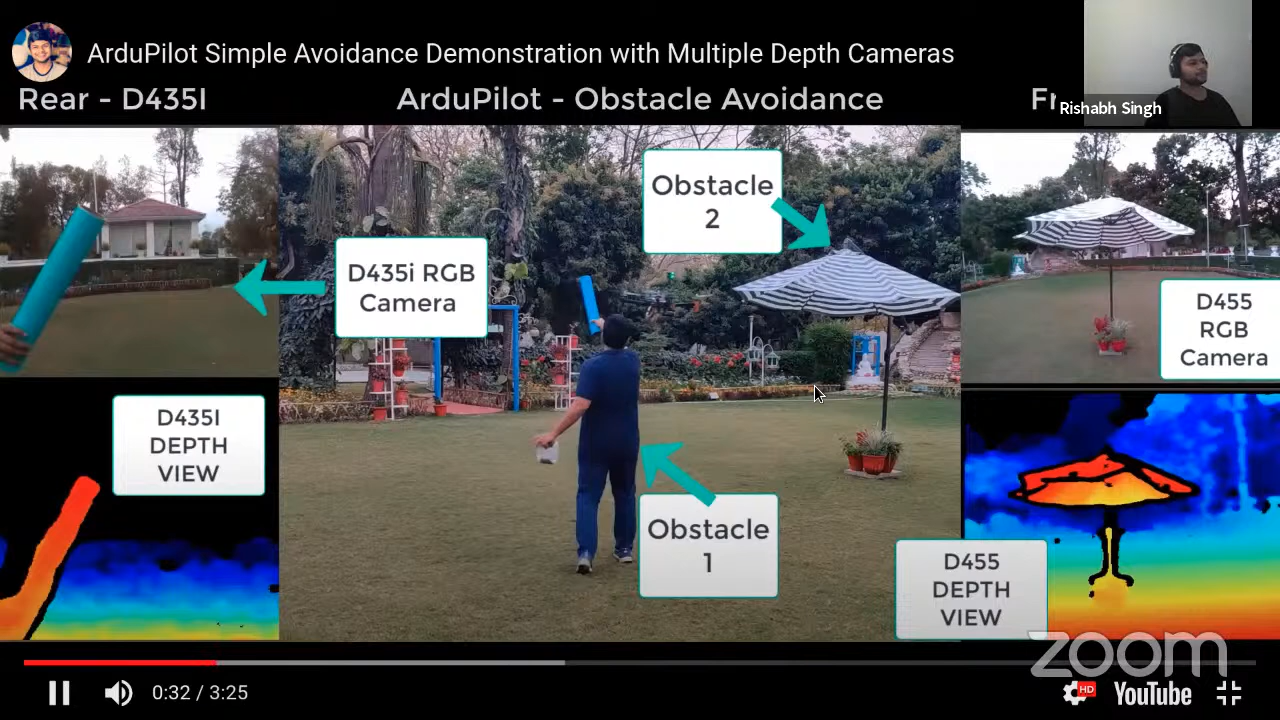 ArduPilot Simple Avoidance Demonstration with Multiple Depth Cameras
Rear - D435I
ArduPilot - Obstacle Avoidance
Fr
Rishabh Singh
Obstacle
2
D435i RGB
Camera
D455
RGB
Camera
D435I
DEPTH
VIEW
Obstacle
1
D455
DEPTH
VIEW
zoom
0:32 / 3:25
HD
YouTube